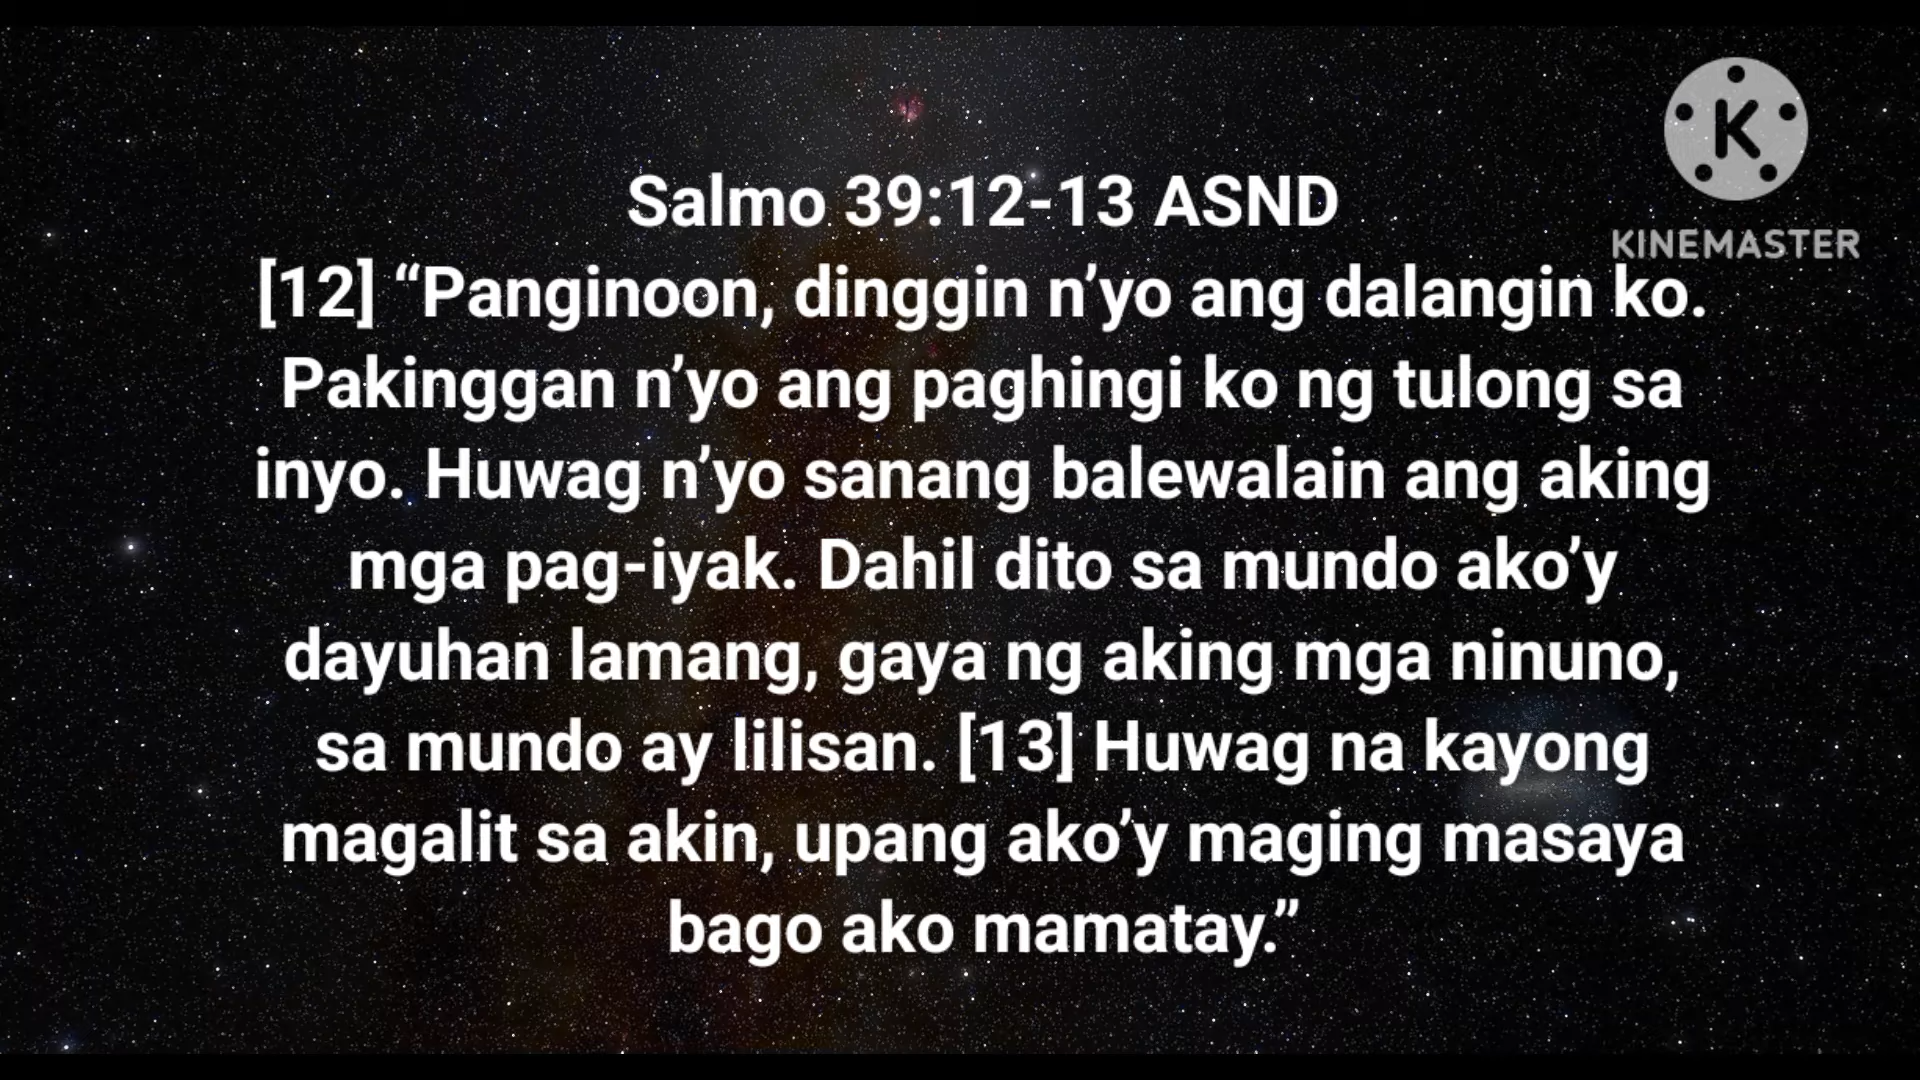 Salmo 39:12-13 ASND
[12] “Panginoon, dinggin n’yo ang dalangin ko.
Pakinggan n’yo ang paghingi ko ng tulong sa
inyo. Huwag n’yo sanang balewalain ang aking
mga pag-iyak. Dahil dito sa mundo ako’y
dayuhan lamang, gaya ng aking mga ninuno,
sa mundo ay lilisan. [13] Huwag na kayong
magalit sa akin, upang ako’y maging masaya
bago ako mamatay.”
K
KINEMASTER